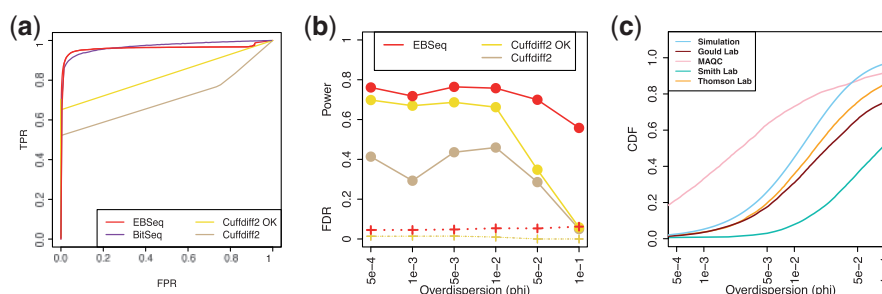 (a)
TPR
0.0
0.2
0.4
0.6
0.8
1
EBSeq
BitSeq
Cuffdiff2 OK
Cuffdiff2
0.0
0.2
0.4
0.6
0.8
1
FPR
(b)
EBSeq
Cuffdiff2 OK
Cuffdiff2
Power
FDR
0
0.2
0.4
0.6
0.8
1
5e−4
1e−3
5e−3
1e−2
5e−2
1e−1
Overdispersion (phi)
(c)
Simulation
Gould Lab
MAQC
Smith Lab
Thomson Lab
CDF
0.0
0.2
0.4
0.6
0.8
1.0
5e−4
1e−3
5e−3
1e−2
5e−2
Overdispersion (phi)